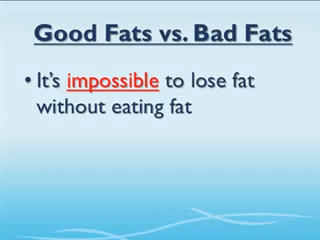 Good Fats vs. Bad Fats
• It’s impossible to lose fat
without eating fat